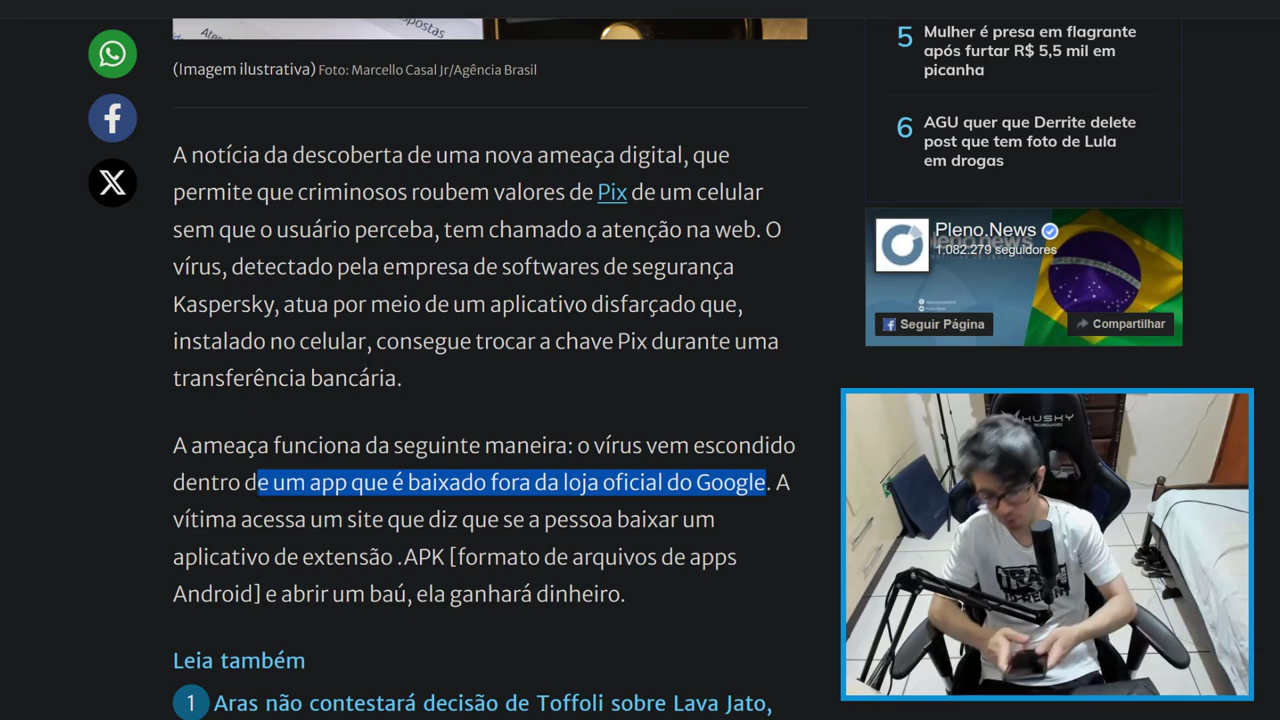 Atendi
spostas
(Imagem ilustrativa) Foto: Marcello Casal Jr/Agência Brasil
A notícia da descoberta de uma nova ameaça digital, que
permite que criminosos roubem valores de Pix de um celular
sem que o usuário perceba, tem chamado a atenção na web. O
vírus, detectado pela empresa de softwares de segurança
Kaspersky, atua por meio de um aplicativo disfarçado que,
instalado no celular, consegue trocar a chave Pix durante uma
transferência bancária.
A ameaça funciona da seguinte maneira: o vírus vem escondido
dentro de um app que é baixado fora da loja oficial do Google. A
vítima acessa um site que diz que se a pessoa baixar um
aplicativo de extensão .APK [formato de arquivos de apps
Android] e abrir um baú, ela ganhará dinheiro.
Leia também
1 Aras não contestará decisão de Toffoli sobre Lava Jato,
5 Mulher é presa em flagrante
após furtar R$ 5,5 mil em
picanha
6 AGU quer que Derrite delete
post que tem foto de Lula
em drogas
Pleno.News
1.082.279 seguidores
Seguir Página
Compartilhar
HUSKY